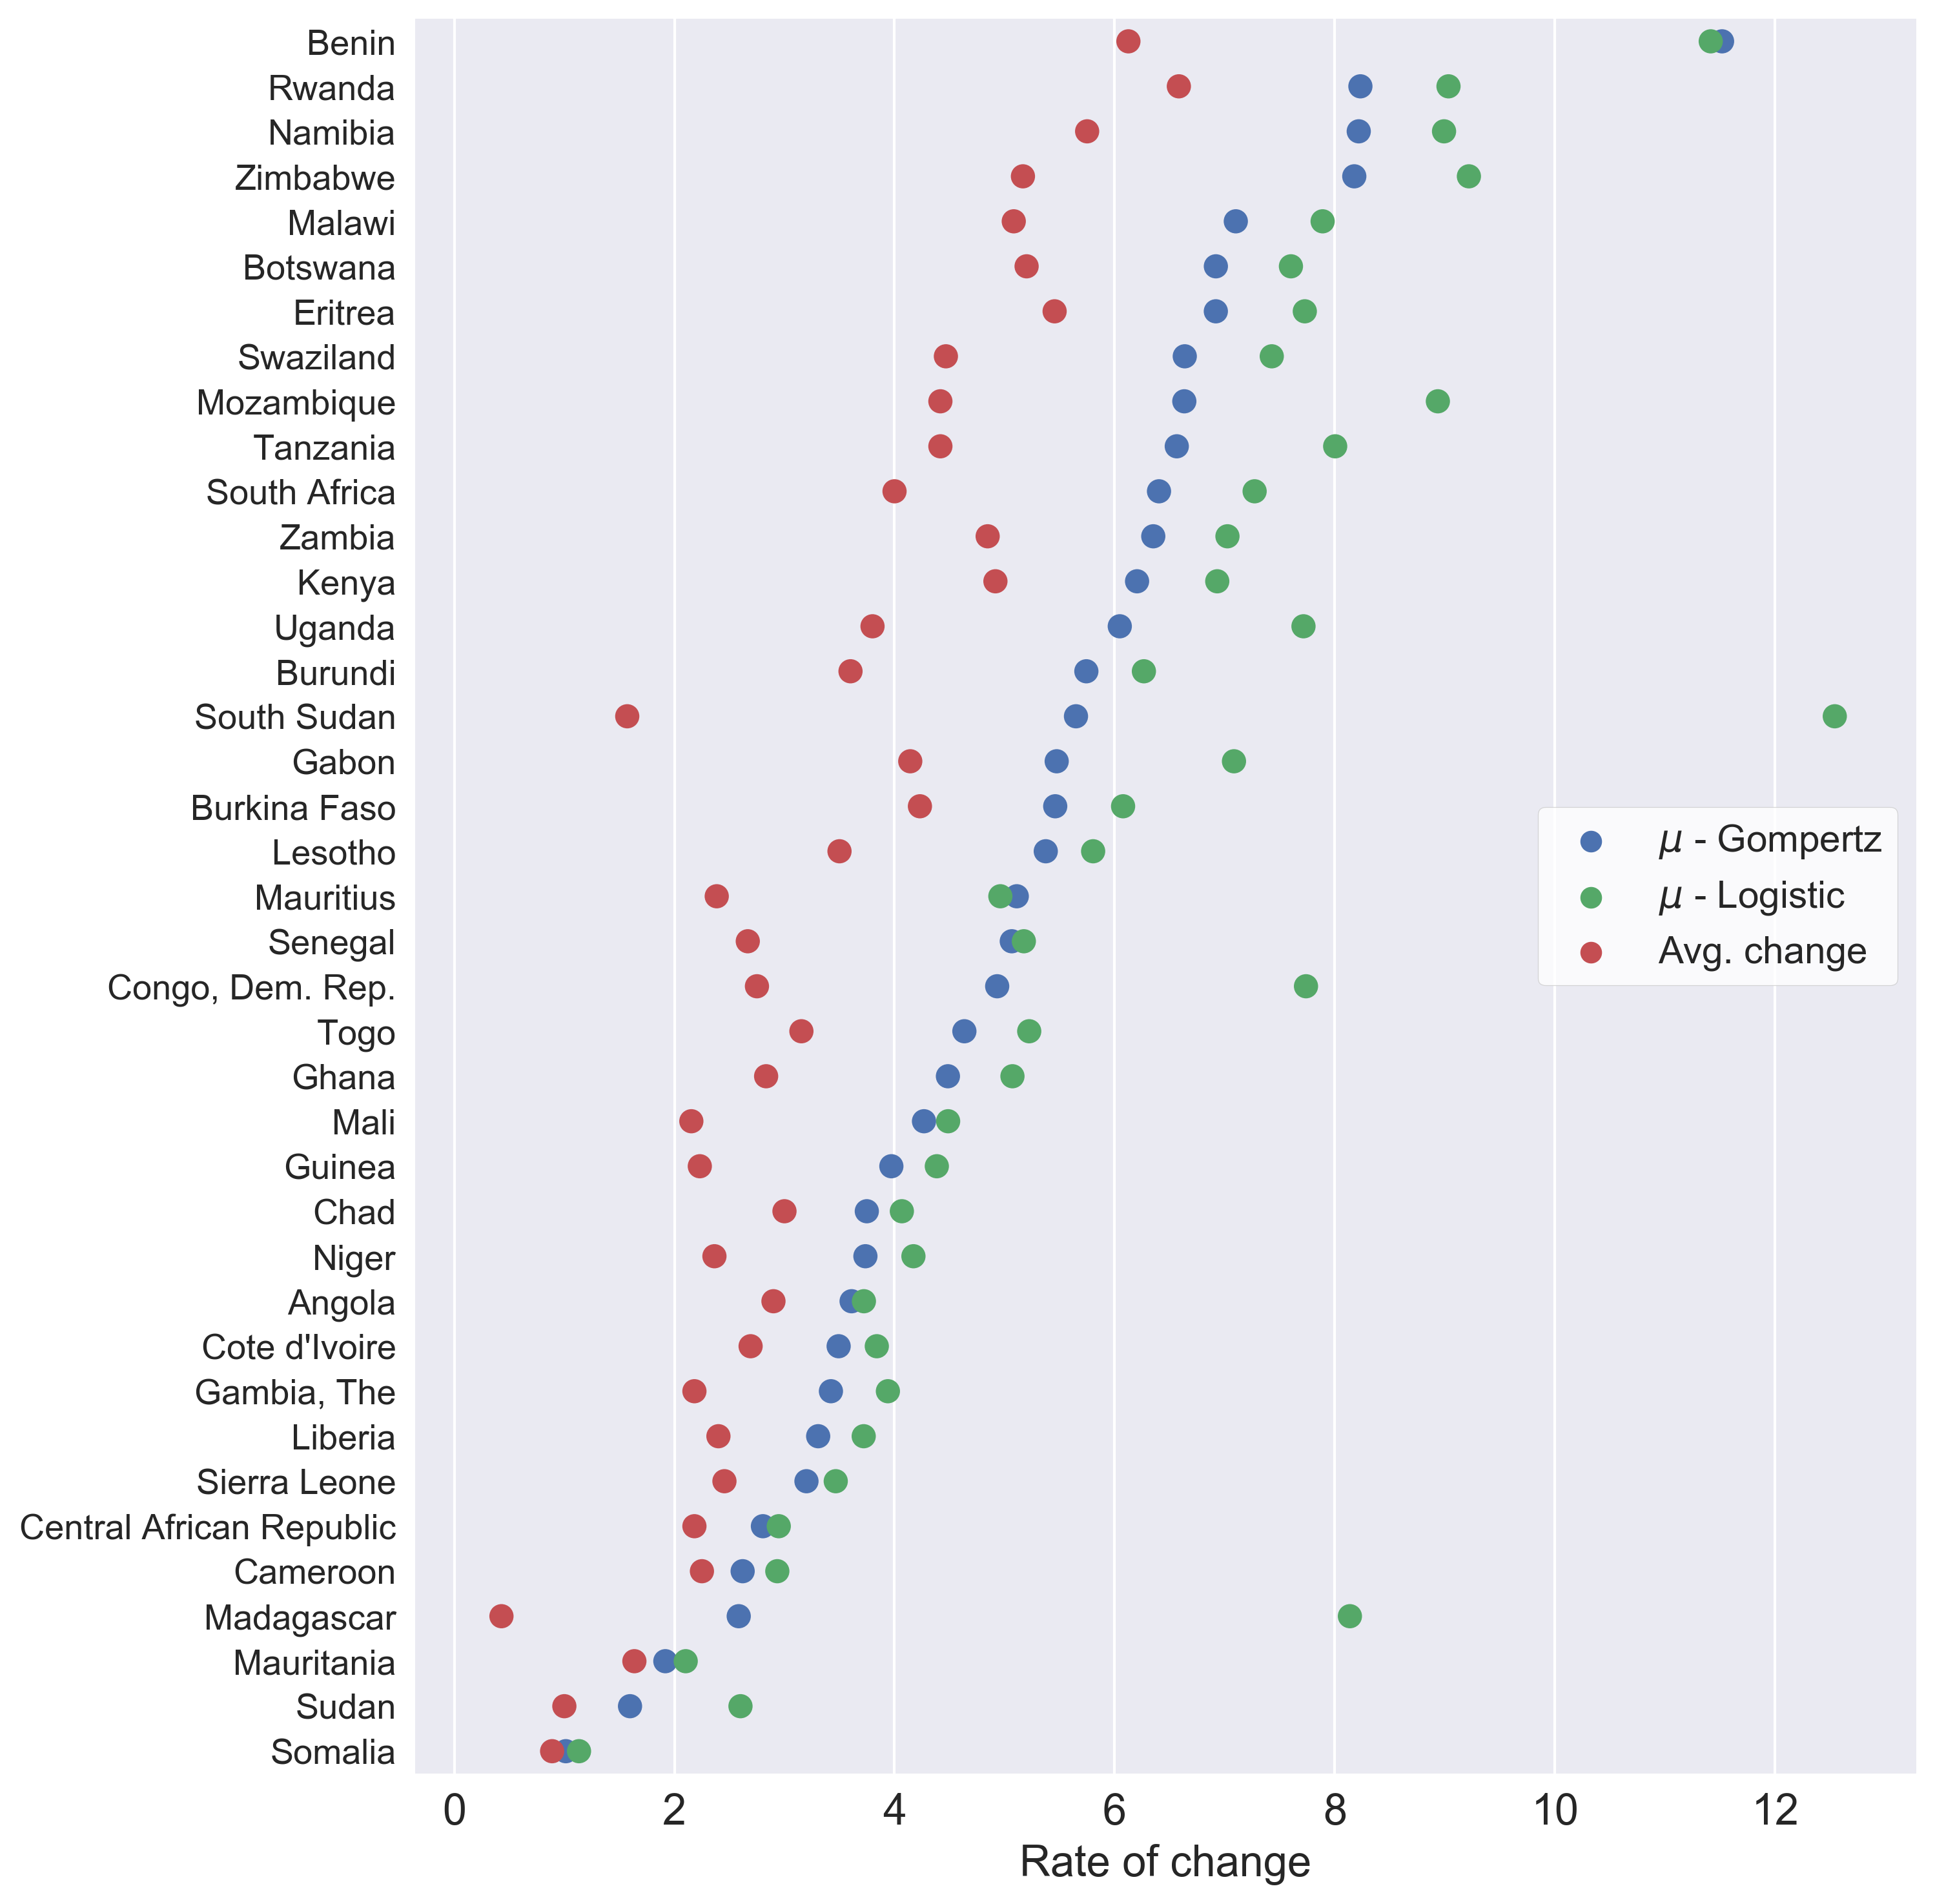 Benin
Rwanda
Namibia
Zimbabwe
Malawi
Botswana
Eritrea
Swaziland
Mozambique
Tanzania
South Africa
Zambia
Kenya
Uganda
Burundi
South Sudan
Gabon
Burkina Faso
Lesotho
Mauritius
Senegal
Congo, Dem. Rep.
Togo
Ghana
Mali
Guinea
Chad
Niger
Angola
Cote d'Ivoire
Gambia, The
Liberia
Sierra Leone
Central African Republic
Cameroon
Madagascar
Mauritania
Sudan
Somalia
μ - Gompertz
μ - Logistic
Avg. change
0 2 4 6 8 10 12
Rate of change